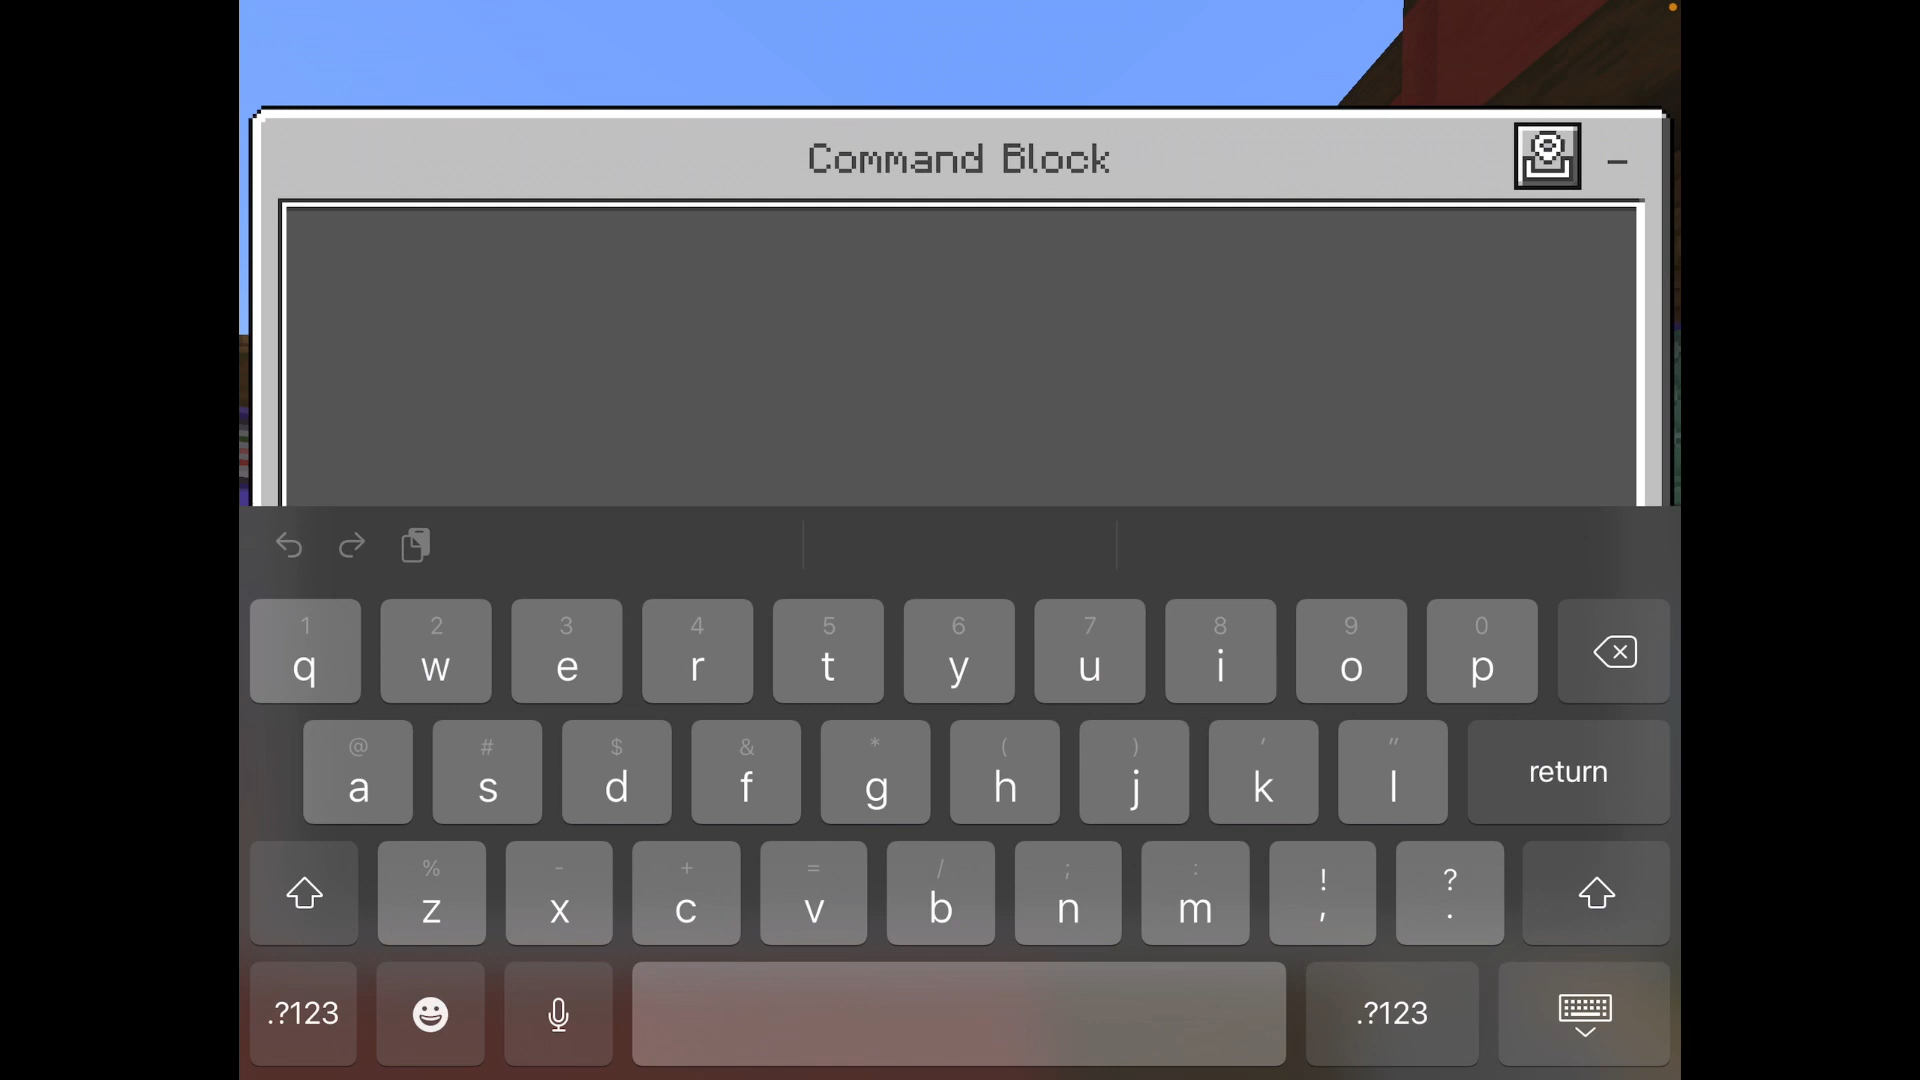 Command Block
1 2 3 4 5 6 7 8 9 0
q w e r t y u i o p
@ # $ & * ( ) ' "
a s d f g h j k l return
% - + = / ; : ! ?
z x c v b n m , .
.?123 .?123